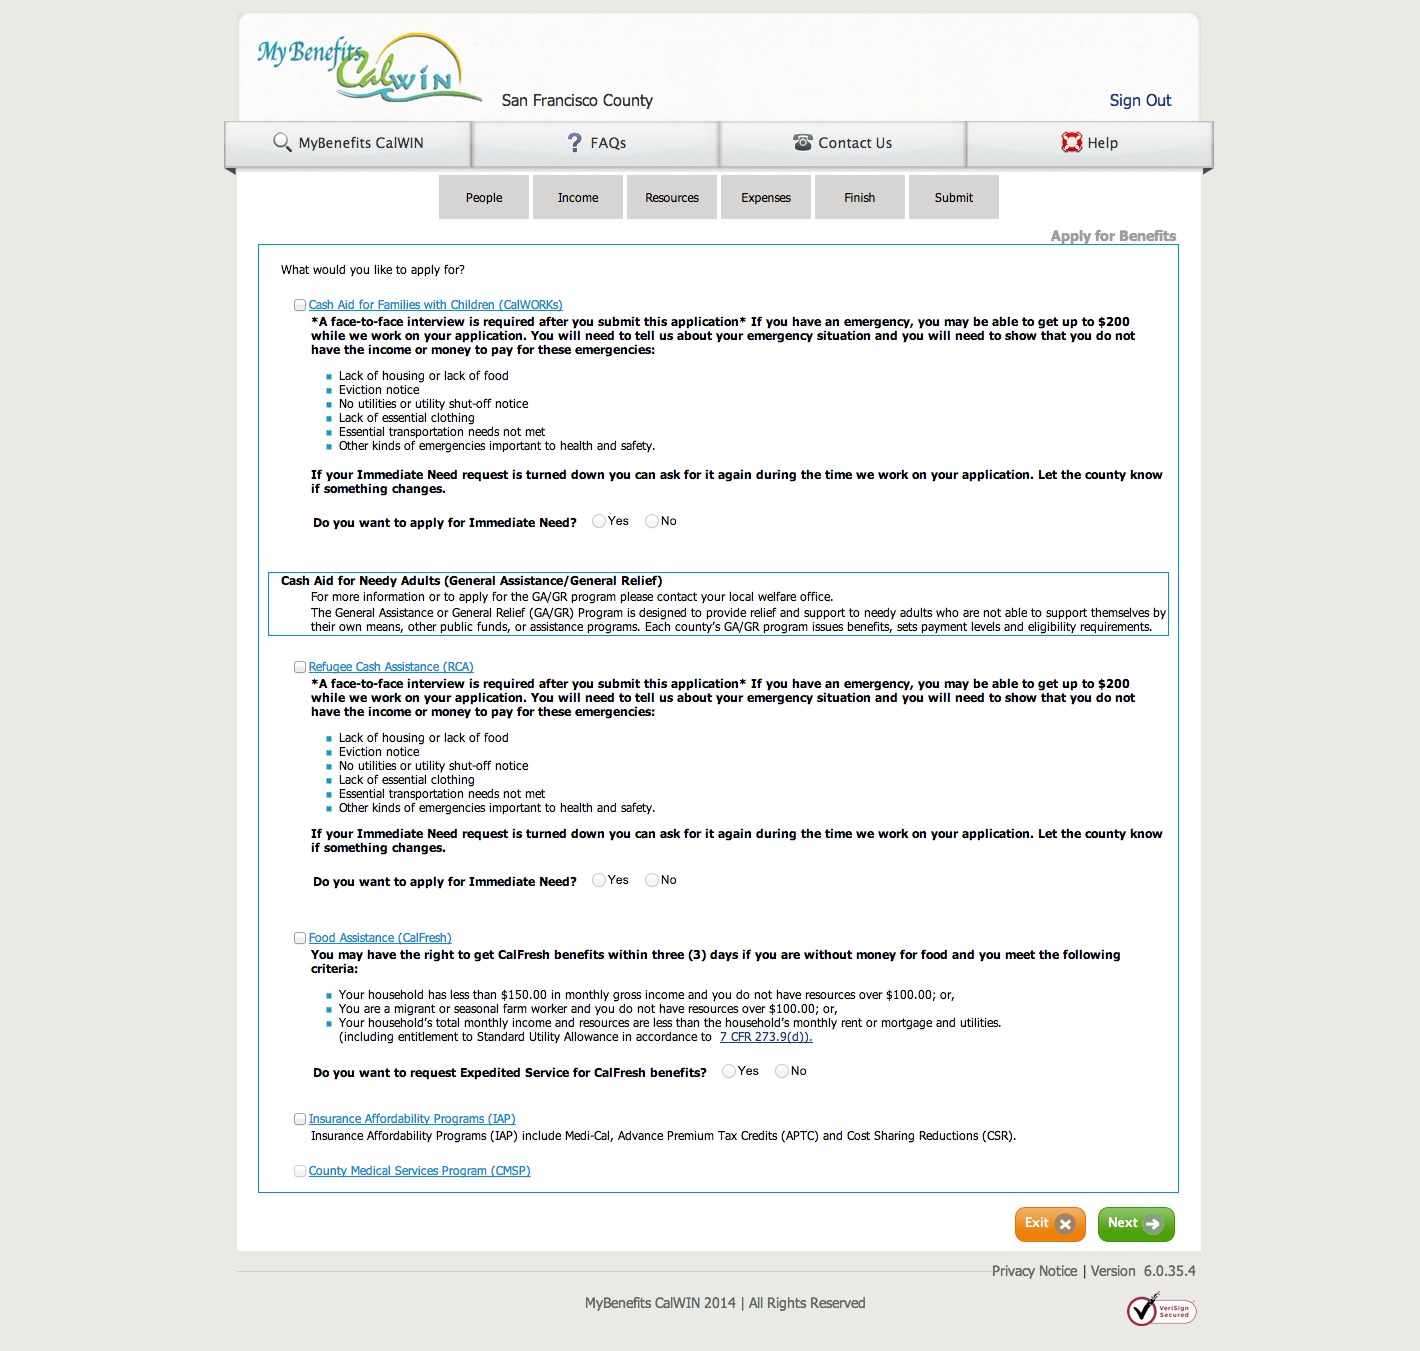 My Benefits
CalWIN
San Francisco County
Sign Out
MyBenefits CalWIN
FAQs
Contact Us
Help
People
Income
Resources
Expenses
Finish
Submit
Apply for Benefits
What would you like to apply for?
Cash Aid for Families with Children (CalWORKs)
*A face-to-face interview is required after you submit this application* If you have an emergency, you may be able to get up to $200
while we work on your application. You will need to tell us about your emergency situation and you will need to show that you do not
have the income or money to pay for these emergencies:
Lack of housing or lack of food
Eviction notice
No utilities or utility shut-off notice
Lack of essential clothing
Essential transportation needs not met
Other kinds of emergencies important to health and safety.
If your Immediate Need request is turned down you can ask for it again during the time we work on your application. Let the county know
if something changes.
Do you want to apply for Immediate Need? Yes No
Cash Aid for Needy Adults (General Assistance/General Relief)
For more information or to apply for the GA/GR program please contact your local welfare office.
The General Assistance or General Relief (GA/GR) Program is designed to provide relief and support to needy adults who are not able to support themselves by
their own means, other public funds, or assistance programs. Each county's GA/GR program issues benefits, sets payment levels and eligibility requirements.
Refugee Cash Assistance (RCA)
*A face-to-face interview is required after you submit this application* If you have an emergency, you may be able to get up to $200
while we work on your application. You will need to tell us about your emergency situation and you will need to show that you do not
have the income or money to pay for these emergencies:
Lack of housing or lack of food
Eviction notice
No utilities or utility shut-off notice
Lack of essential clothing
Essential transportation needs not met
Other kinds of emergencies important to health and safety.
If your Immediate Need request is turned down you can ask for it again during the time we work on your application. Let the county know
if something changes.
Do you want to apply for Immediate Need? Yes No
Food Assistance (CalFresh)
You may have the right to get CalFresh benefits within three (3) days if you are without money for food and you meet the following
criteria:
Your household has less than $150.00 in monthly gross income and you do not have resources over $100.00; or,
You are a migrant or seasonal farm worker and you do not have resources over $100.00; or,
Your household's total monthly income and resources are less than the household's monthly rent or mortgage and utilities.
(including entitlement to Standard Utility Allowance in accordance to 7 CFR 273.9(d)).
Do you want to request Expedited Service for CalFresh benefits? Yes No
Insurance Affordability Programs (IAP)
Insurance Affordability Programs (IAP) include Medi-Cal, Advance Premium Tax Credits (APTC) and Cost Sharing Reductions (CSR).
County Medical Services Program (CMSP)
Exit
Next
Privacy Notice | Version 6.0.35.4
MyBenefits CalWIN 2014 | All Rights Reserved
VeriSign
Secured